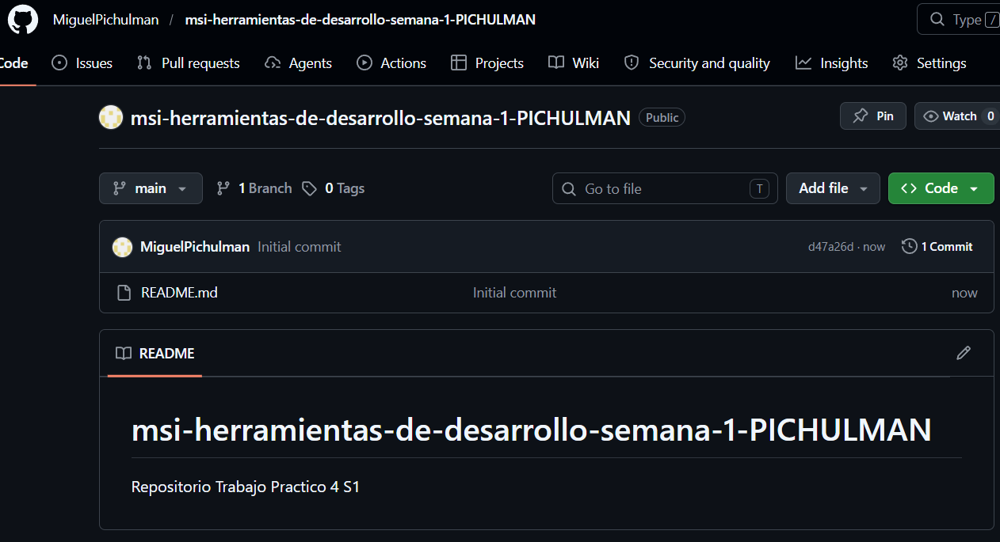 MiguelPichulman / msi-herramientas-de-desarrollo-semana-1-PICHULMAN Type /
Code Issues Pull requests Agents Actions Projects Wiki Security and quality Insights Settings
msi-herramientas-de-desarrollo-semana-1-PICHULMAN Public Pin Watch 0
main 1 Branch 0 Tags Go to file T Add file Code
MiguelPichulman Initial commit d47a26d · now 1 Commit
README.md Initial commit now
README
msi-herramientas-de-desarrollo-semana-1-PICHULMAN
Repositorio Trabajo Practico 4 S1